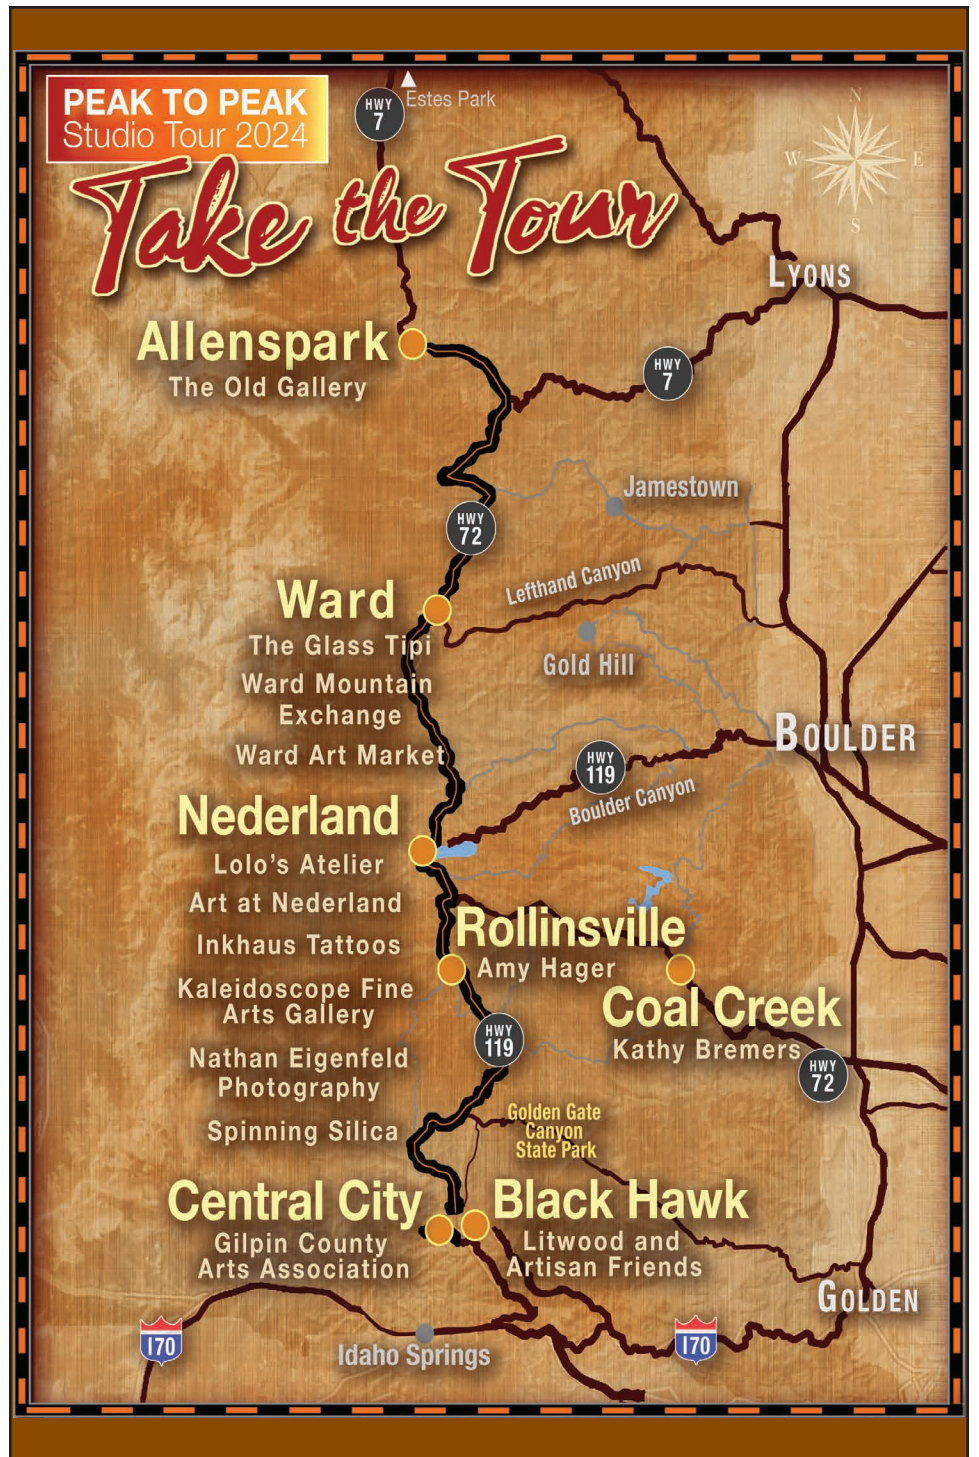 PEAK TO PEAK
Studio Tour 2024
HWY
7
Estes Park
N
W
E
S
Take the Tour
LYONS
Allenspark
The Old Gallery
HWY
7
Jamestown
HWY
72
Lefthand Canyon
Ward
The Glass Tipi
Ward Mountain
Exchange
Ward Art Market
Gold Hill
BOULDER
HWY
119
Boulder Canyon
Nederland
Lolo's Atelier
Art at Nederland
Inkhaus Tattoos
Kaleidoscope Fine
Arts Gallery
Nathan Eigenfeld
Photography
Spinning Silica
Rollinsville
Amy Hager
Coal Creek
Kathy Bremers
HWY
119
HWY
72
Golden Gate
Canyon
State Park
Central City
Gilpin County
Arts Association
Black Hawk
Litwood and
Artisan Friends
GOLDEN
I70
Idaho Springs
I70